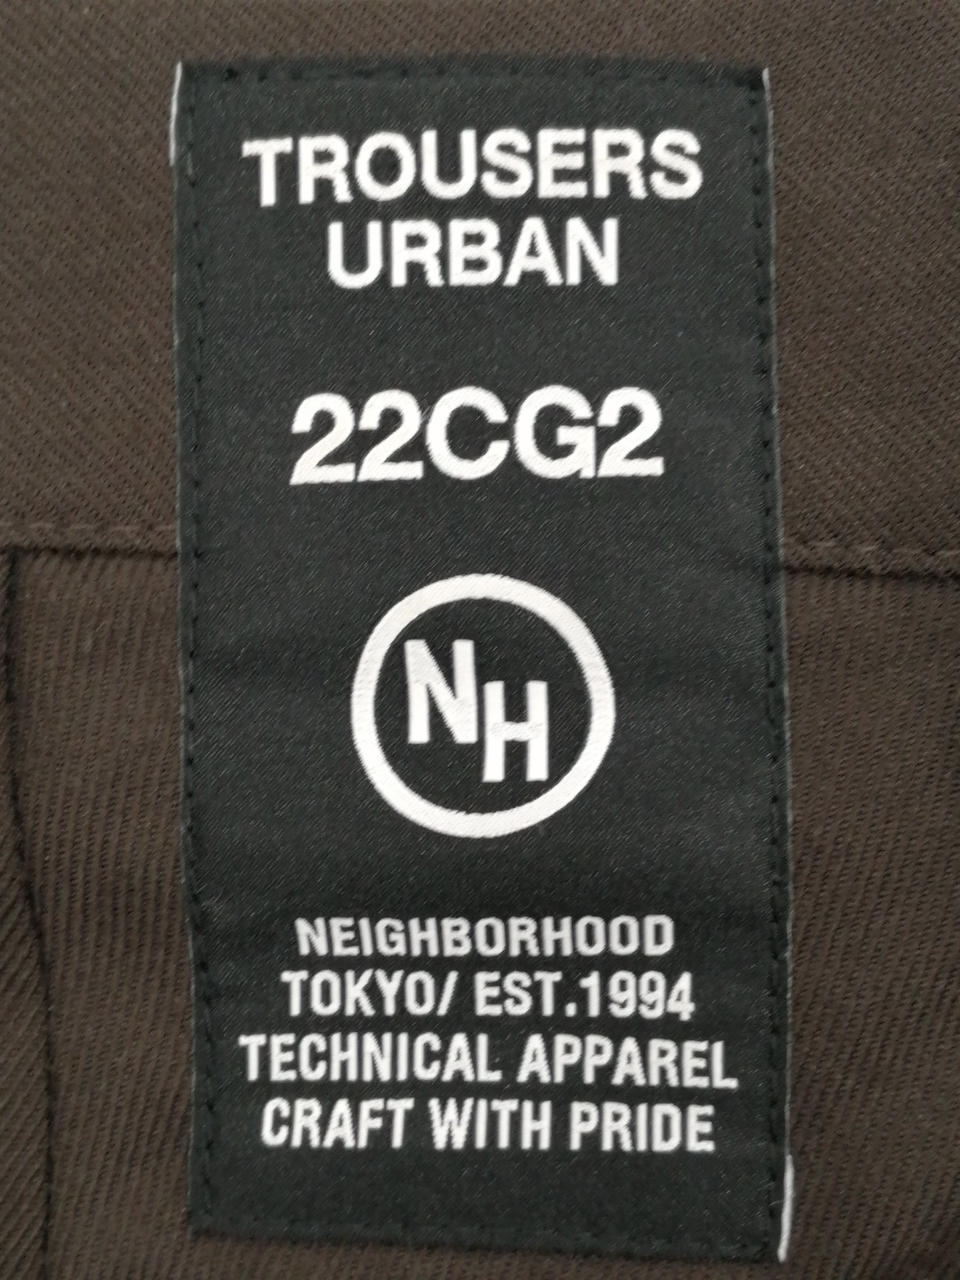 TROUSERS
URBAN
22CG2
NH
NEIGHBORHOOD
TOKYO/ EST.1994
TECHNICAL APPAREL
CRAFT WITH PRIDE